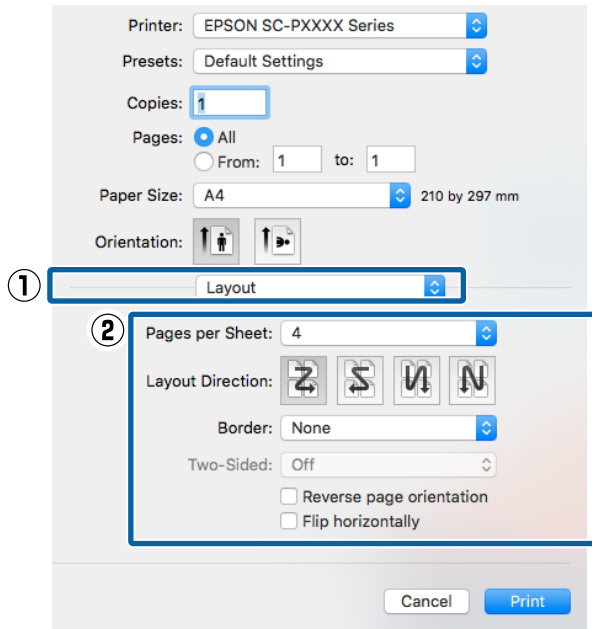 Printer: EPSON SC-PXXXX Series
Presets: Default Settings
Copies: 1
Pages: All
From: 1 to: 1
Paper Size: A4 210 by 297 mm
Orientation:
① Layout
② Pages per Sheet: 4
Layout Direction:
Border: None
Two-Sided: Off
Reverse page orientation
Flip horizontally
Cancel Print